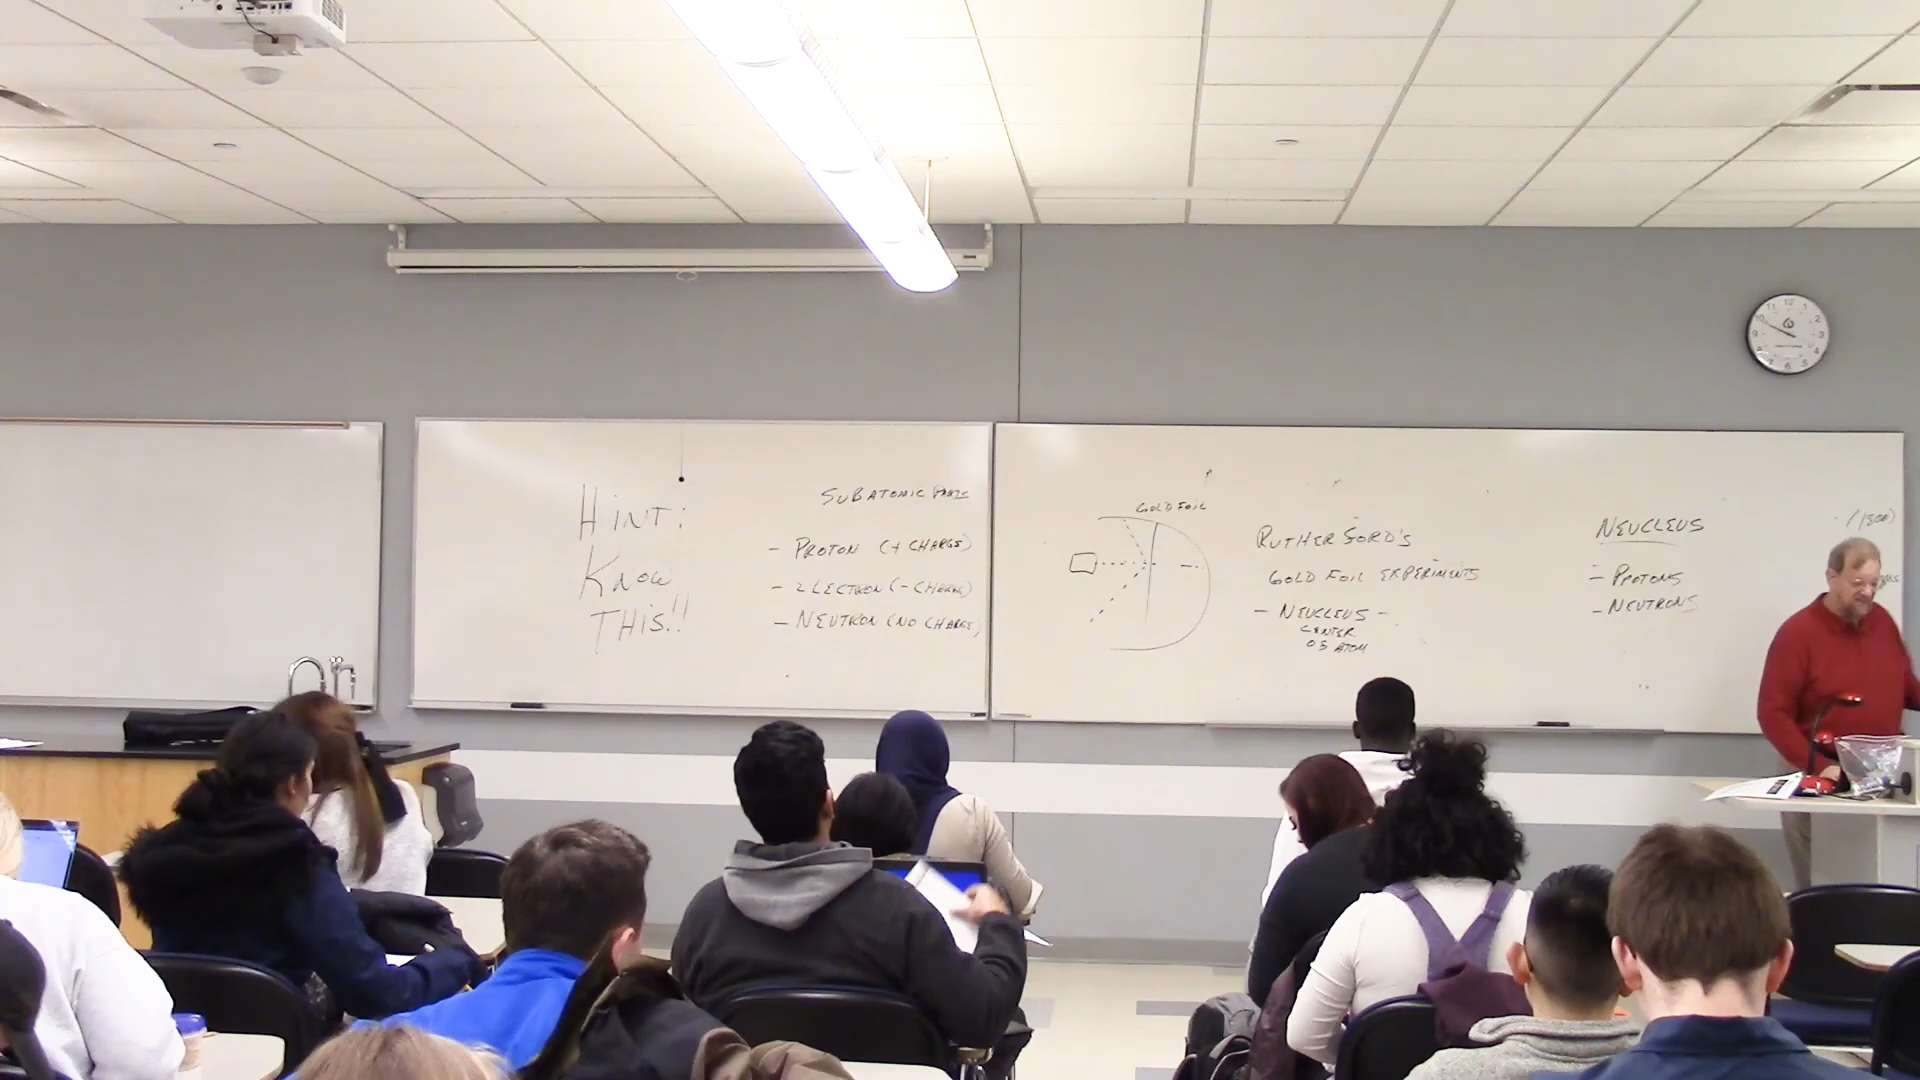 HINT:
KNOW
THIS!!
SUBATOMIC PARTS
- PROTON (+ CHARGE)
- ELECTRON (- CHARGE)
- NEUTRON (NO CHARGE)
GOLD FOIL
RUTHERFORD'S
GOLD FOIL EXPERIMENTS
- NEUCLEUS -
CENTER
OF ATOM
NEUCLEUS
- PROTONS
- NEUTRONS